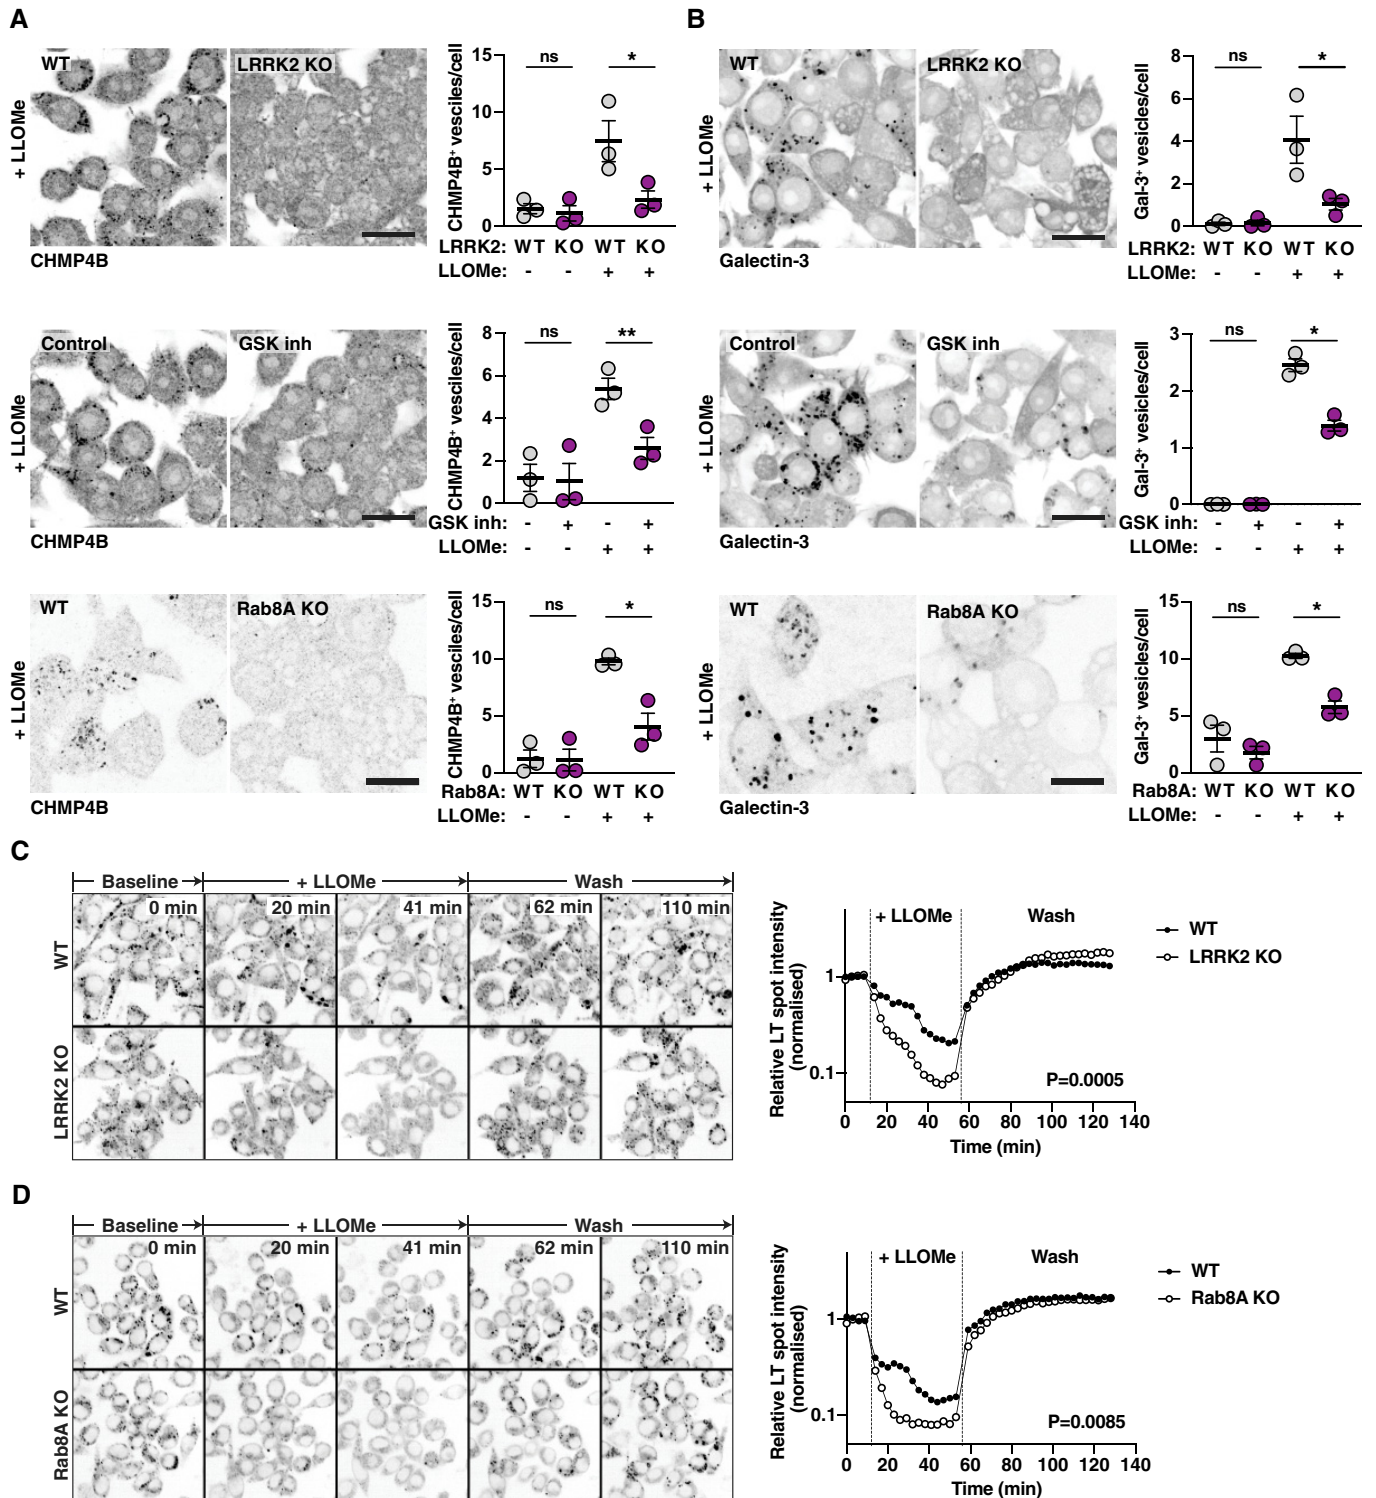 A
+ LLOMe
WT
LRRK2 KO
CHMP4B
CHMP4B+ vesciles/cell
15
10
5
0
ns
*
LRRK2: WT KO WT KO
LLOMe: - - + +
+ LLOMe
Control
GSK inh
CHMP4B
CHMP4B+ vesciles/cell
8
6
4
2
0
ns
**
GSK inh: - + - +
LLOMe: - - + +
+ LLOMe
WT
Rab8A KO
CHMP4B
CHMP4B+ vesciles/cell
15
10
5
0
ns
*
Rab8A: WT KO WT KO
LLOMe: - - + +
B
+ LLOMe
WT
LRRK2 KO
Galectin-3
Gal-3+ vesicles/cell
8
6
4
2
0
ns
*
LRRK2: WT KO WT KO
LLOMe: - - + +
+ LLOMe
Control
GSK inh
Galectin-3
Gal-3+ vesicles/cell
3
2
1
0
ns
*
GSK inh: - + - +
LLOMe: - - + +
+ LLOMe
WT
Rab8A KO
Galectin-3
Gal-3+ vesicles/cell
15
10
5
0
ns
*
Rab8A: WT KO WT KO
LLOMe: - - + +
C
Baseline + LLOMe Wash
0 min 20 min 41 min 62 min 110 min
WT
LRRK2 KO
Relative LT spot intensity
(normalised)
1
0.1
+ LLOMe Wash
P=0.0005
0 20 40 60 80 100 120 140
Time (min)
WT
LRRK2 KO
D
Baseline + LLOMe Wash
0 min 20 min 41 min 62 min 110 min
WT
Rab8A KO
Relative LT spot intensity
(normalised)
1
0.1
+ LLOMe Wash
P=0.0085
0 20 40 60 80 100 120 140
Time (min)
WT
Rab8A KO